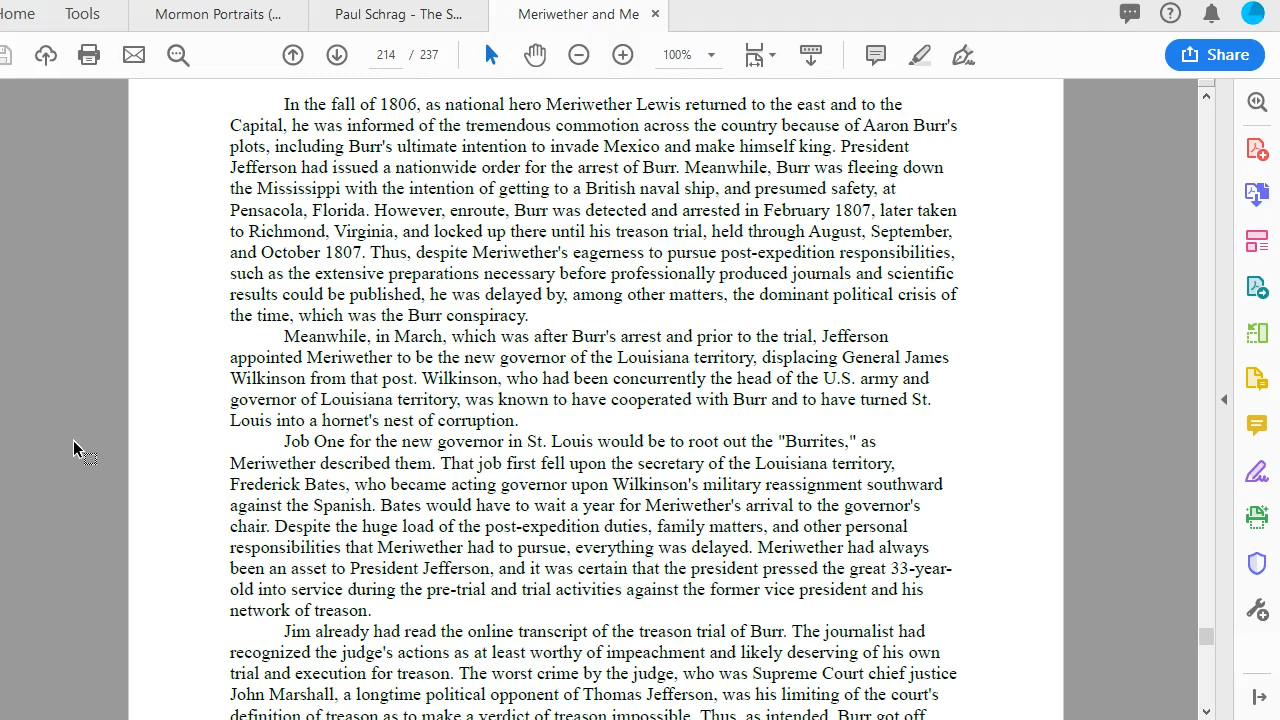 Home
Tools
Mormon Portraits (...
Paul Schrag - The S...
Meriwether and Me
214 / 237
100%
Share
In the fall of 1806, as national hero Meriwether Lewis returned to the east and to the
Capital, he was informed of the tremendous commotion across the country because of Aaron Burr's
plots, including Burr's ultimate intention to invade Mexico and make himself king. President
Jefferson had issued a nationwide order for the arrest of Burr. Meanwhile, Burr was fleeing down
the Mississippi with the intention of getting to a British naval ship, and presumed safety, at
Pensacola, Florida. However, enroute, Burr was detected and arrested in February 1807, later taken
to Richmond, Virginia, and locked up there until his treason trial, held through August, September,
and October 1807. Thus, despite Meriwether's eagerness to pursue post-expedition responsibilities,
such as the extensive preparations necessary before professionally produced journals and scientific
results could be published, he was delayed by, among other matters, the dominant political crisis of
the time, which was the Burr conspiracy.
Meanwhile, in March, which was after Burr's arrest and prior to the trial, Jefferson
appointed Meriwether to be the new governor of the Louisiana territory, displacing General James
Wilkinson from that post. Wilkinson, who had been concurrently the head of the U.S. army and
governor of Louisiana territory, was known to have cooperated with Burr and to have turned St.
Louis into a hornet's nest of corruption.
Job One for the new governor in St. Louis would be to root out the "Burrites," as
Meriwether described them. That job first fell upon the secretary of the Louisiana territory,
Frederick Bates, who became acting governor upon Wilkinson's military reassignment southward
against the Spanish. Bates would have to wait a year for Meriwether's arrival to the governor's
chair. Despite the huge load of the post-expedition duties, family matters, and other personal
responsibilities that Meriwether had to pursue, everything was delayed. Meriwether had always
been an asset to President Jefferson, and it was certain that the president pressed the great 33-year-
old into service during the pre-trial and trial activities against the former vice president and his
network of treason.
Jim already had read the online transcript of the treason trial of Burr. The journalist had
recognized the judge's actions as at least worthy of impeachment and likely deserving of his own
trial and execution for treason. The worst crime by the judge, who was Supreme Court chief justice
John Marshall, a longtime political opponent of Thomas Jefferson, was his limiting of the court's
definition of treason as to make a verdict of treason impossible. Thus, as intended, Burr got off